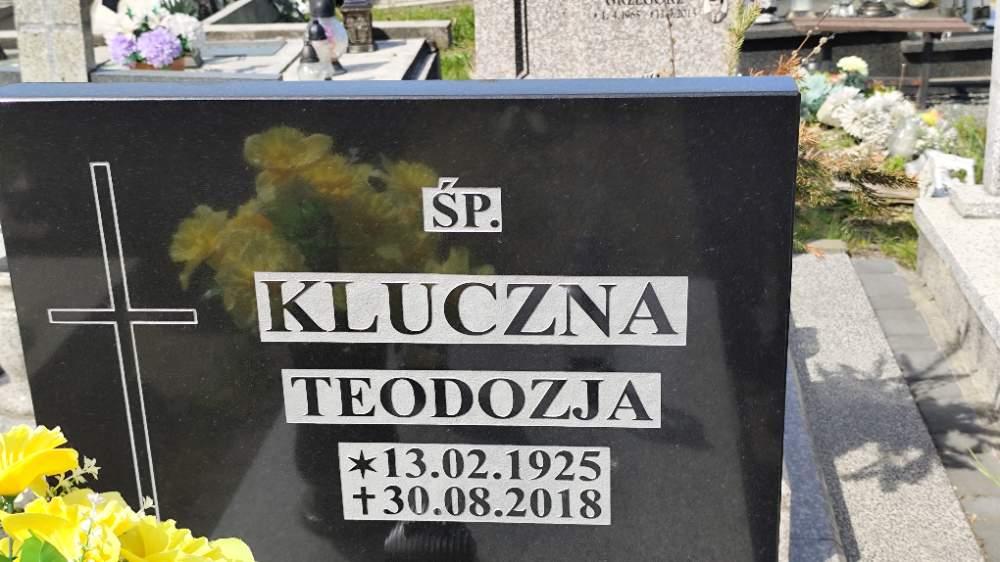 ŚP.
KLUCZNA
TEODOZJA
✶13.02.1925
✝30.08.2018